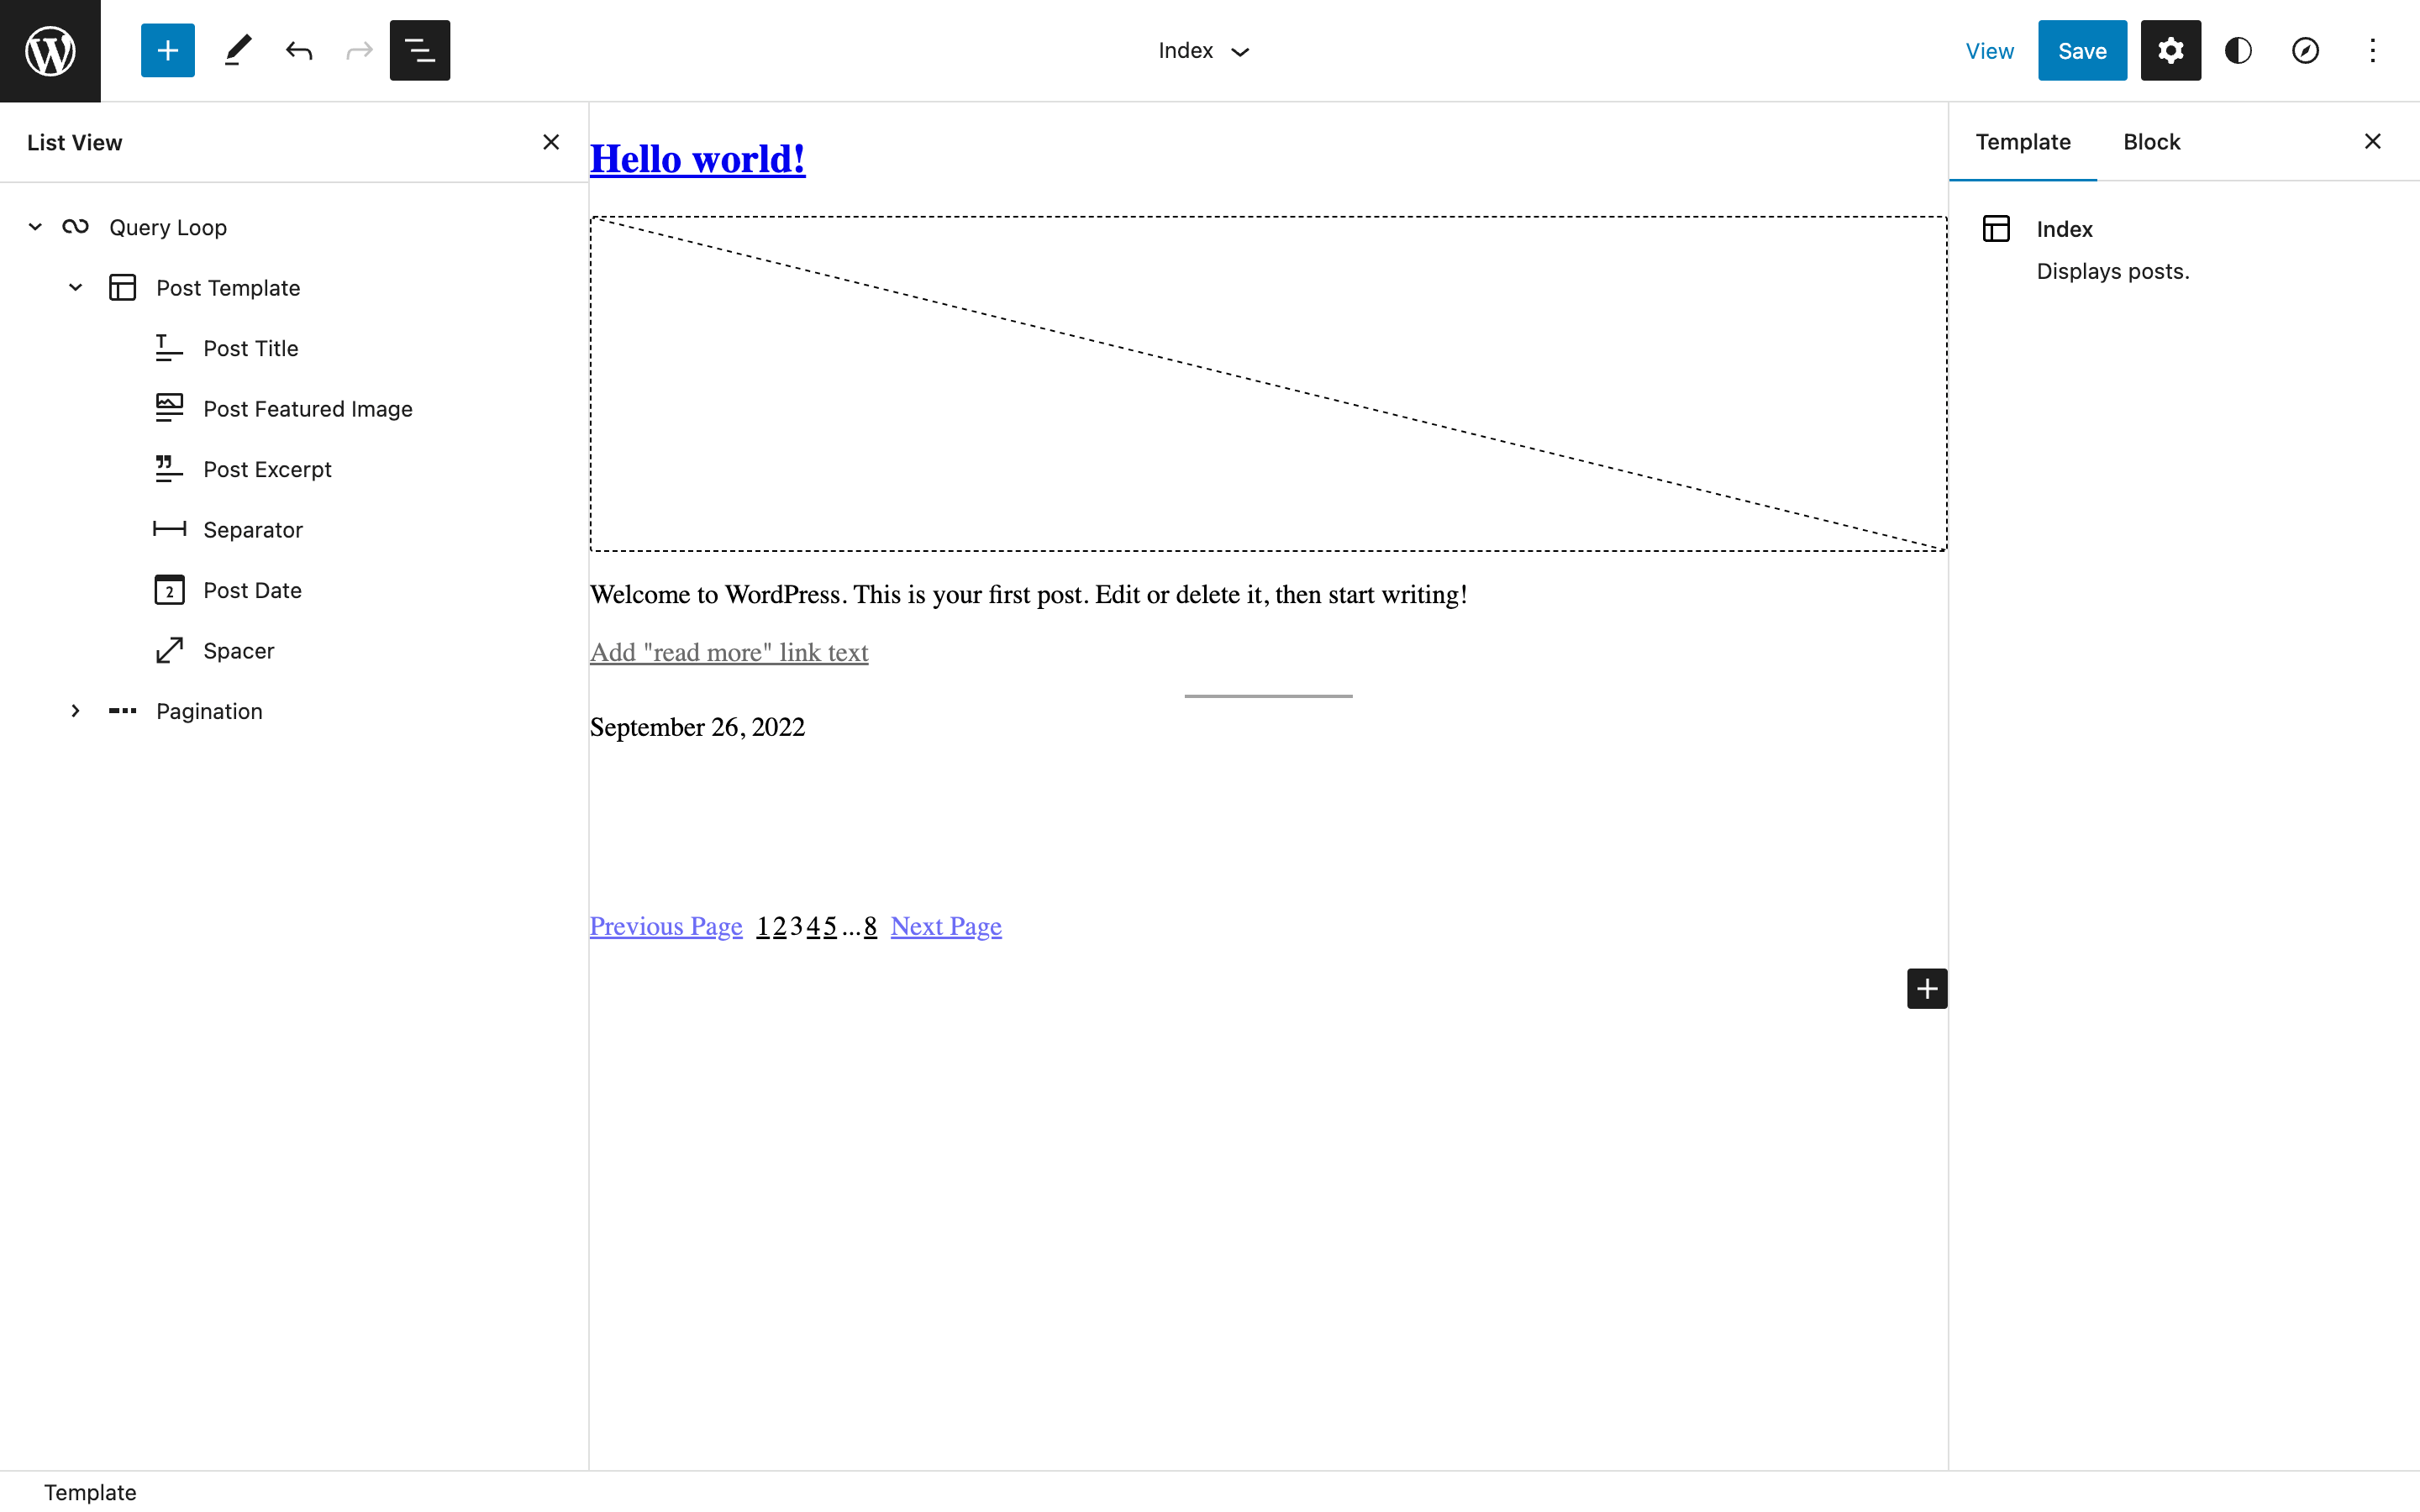 Index
View
Save
List View
Query Loop
Post Template
Post Title
Post Featured Image
Post Excerpt
Separator
2
Post Date
Spacer
Pagination
Hello world!
Welcome to WordPress. This is your first post. Edit or delete it, then start writing!
Add "read more" link text
September 26, 2022
Previous Page 1 2 3 4 5 ... 8 Next Page
Template Block
Index
Displays posts.
Template